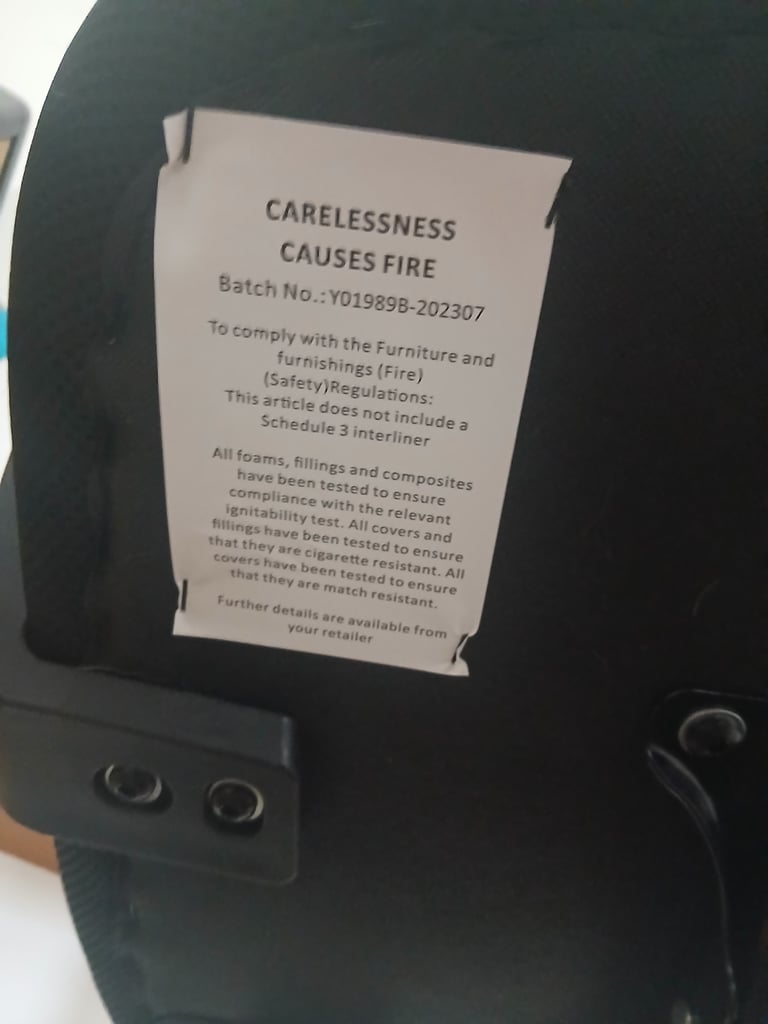 CARELESSNESS
CAUSES FIRE
Batch No.:Y01989B-202307
To comply with the Furniture and
furnishings (Fire)
(Safety)Regulations:
This article does not include a
Schedule 3 interliner
All foams, fillings and composites
have been tested to ensure
compliance with the relevant
ignitability test. All covers and
fillings have been tested to ensure
that they are cigarette resistant. All
covers have been tested to ensure
that they are match resistant.
Further details are available from
your retailer